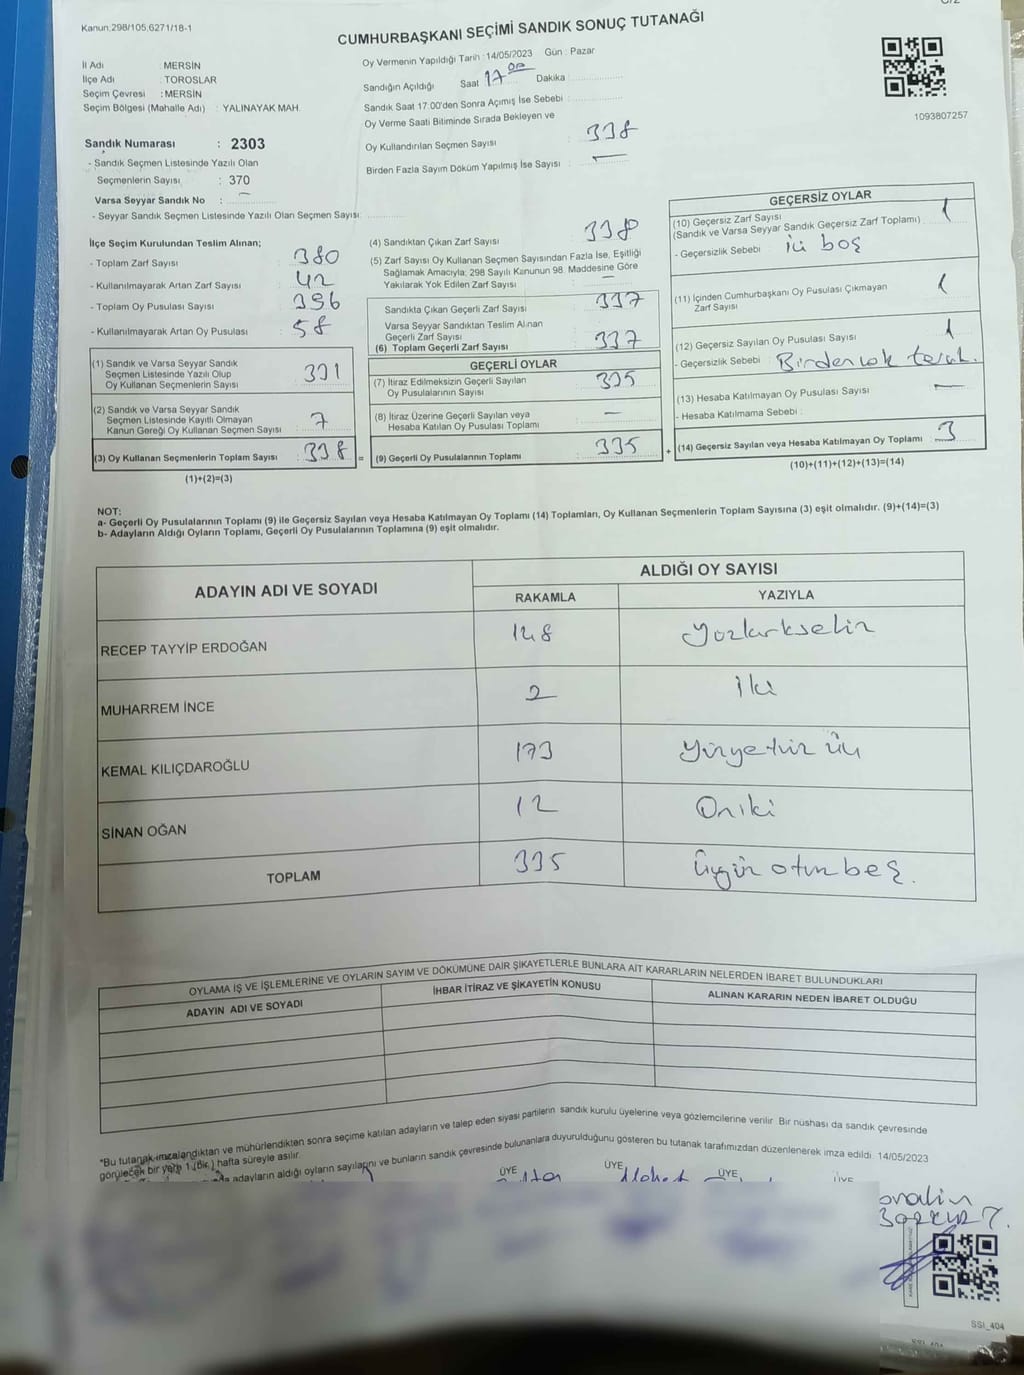 Kanun:298/105,6271/18-1
CUMHURBAŞKANI SEÇİMİ SANDIK SONUÇ TUTANAĞI
İl Adı : MERSİN
İlçe Adı : TOROSLAR
Seçim Çevresi : MERSİN
Seçim Bölgesi (Mahalle Adı) : YALINAYAK MAH.
Oy Vermenin Yapıldığı Tarih :14/05/2023 Gün : Pazar
Sandığın Açıldığı Saat 17 00 Dakika
Sandık Saat 17:00'den Sonra Açımış İse Sebebi :
Oy Verme Saati Bitiminde Sırada Bekleyen ve
Oy Kullandırılan Seçmen Sayısı : 338
Birden Fazla Sayım Döküm Yapılmış İse Sayısı : —
1093807257
Sandık Numarası : 2303
- Sandık Seçmen Listesinde Yazılı Olan
Seçmenlerin Sayısı : 370
Varsa Seyyar Sandık No : —
- Seyyar Sandık Seçmen Listesinde Yazılı Olan Seçmen Sayısı:
İlçe Seçim Kurulundan Teslim Alınan;
- Toplam Zarf Sayısı : 380
- Kullanılmayarak Artan Zarf Sayısı : 42
- Toplam Oy Pusulası Sayısı : 396
- Kullanılmayarak Artan Oy Pusulası : 58
(1) Sandık ve Varsa Seyyar Sandık
Seçmen Listesinde Yazılı Olup
Oy Kullanan Seçmenlerin Sayısı : 331
(2) Sandık ve Varsa Seyyar Sandık
Seçmen Listesinde Kayıtlı Olmayan
Kanun Gereği Oy Kullanan Seçmen Sayısı : 7
(3) Oy Kullanan Seçmenlerin Toplam Sayısı : 338 =
(1)+(2)=(3)
(4) Sandıktan Çıkan Zarf Sayısı : 338
(5) Zarf Sayısı Oy Kullanan Seçmen Sayısından Fazla İse, Eşitliği
Sağlamak Amacıyla; 298 Sayılı Kanunun 98. Maddesine Göre
Yakılarak Yok Edilen Zarf Sayısı : —
Sandıkta Çıkan Geçerli Zarf Sayısı : 337
Varsa Seyyar Sandıktan Teslim Alınan
Geçerli Zarf Sayısı
(6) Toplam Geçerli Zarf Sayısı : 337
GEÇERLİ OYLAR
(7) İtiraz Edilmeksizin Geçerli Sayılan
Oy Pusulalarının Sayısı : 335
(8) İtiraz Üzerine Geçerli Sayılan veya
Hesaba Katılan Oy Pusulası Toplamı : —
(9) Geçerli Oy Pusulalarının Toplamı : 335 +
GEÇERSİZ OYLAR
(10) Geçersiz Zarf Sayısı
(Sandık ve Varsa Seyyar Sandık Geçersiz Zarf Toplamı) : 1
- Geçersizlik Sebebi : İçi boş
(11) İçinden Cumhurbaşkanı Oy Pusulası Çıkmayan
Zarf Sayısı : 1
(12) Geçersiz Sayılan Oy Pusulası Sayısı : 1
- Geçersizlik Sebebi : Birden çok tercih.
(13) Hesaba Katılmayan Oy Pusulası Sayısı : —
- Hesaba Katılmama Sebebi :
(14) Geçersiz Sayılan veya Hesaba Katılmayan Oy Toplamı : 3
(10)+(11)+(12)+(13)=(14)
NOT:
a- Geçerli Oy Pusulalarının Toplamı (9) ile Geçersiz Sayılan veya Hesaba Katılmayan Oy Toplamı (14) Toplamları, Oy Kullanan Seçmenlerin Toplam Sayısına (3) eşit olmalıdır. (9)+(14)=(3)
b- Adayların Aldığı Oyların Toplamı, Geçerli Oy Pusulalarının Toplamına (9) eşit olmalıdır.
ADAYIN ADI VE SOYADI
ALDIĞI OY SAYISI
RAKAMLA YAZIYLA
RECEP TAYYİP ERDOĞAN 148 Yüzkırksekiz
MUHARREM İNCE 2 İki
KEMAL KILIÇDAROĞLU 173 Yüzyetmiş üç
SİNAN OĞAN 12 Oniki
TOPLAM 335 Üçyüz otuz beş.
OYLAMA İŞ VE İŞLEMLERİNE VE OYLARIN SAYIM VE DÖKÜMÜNE DAİR ŞİKAYETLERLE BUNLARA AİT KARARLARIN NELERDEN İBARET BULUNDUKLARI
ADAYIN ADI VE SOYADI İHBAR İTİRAZ VE ŞİKAYETİN KONUSU ALINAN KARARIN NEDEN İBARET OLDUĞU
*Bu tutanak imzalandıktan ve mühürlendikten sonra seçime katılan adayların ve talep eden siyasi partilerin sandık kurulu üyelerine veya gözlemcilerine verilir. Bir nüshası da sandık çevresinde
görülecek bir yere 1 (Bir) hafta süreyle asılır.
adayların aldığı oyların sayılarını ve bunların sandık çevresinde bulunanlara duyurulduğunu gösteren bu tutanak tarafımızdan düzenlenerek imza edildi. 14/05/2023
ÜYE ÜYE ÜYE ÜYE
SSI_404